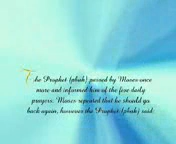 The Prophet (pbuh) passed by Moses once
more and informed him of the five daily
prayers. Moses repeated that he should go
back again, however the Prophet (pbuh) said: